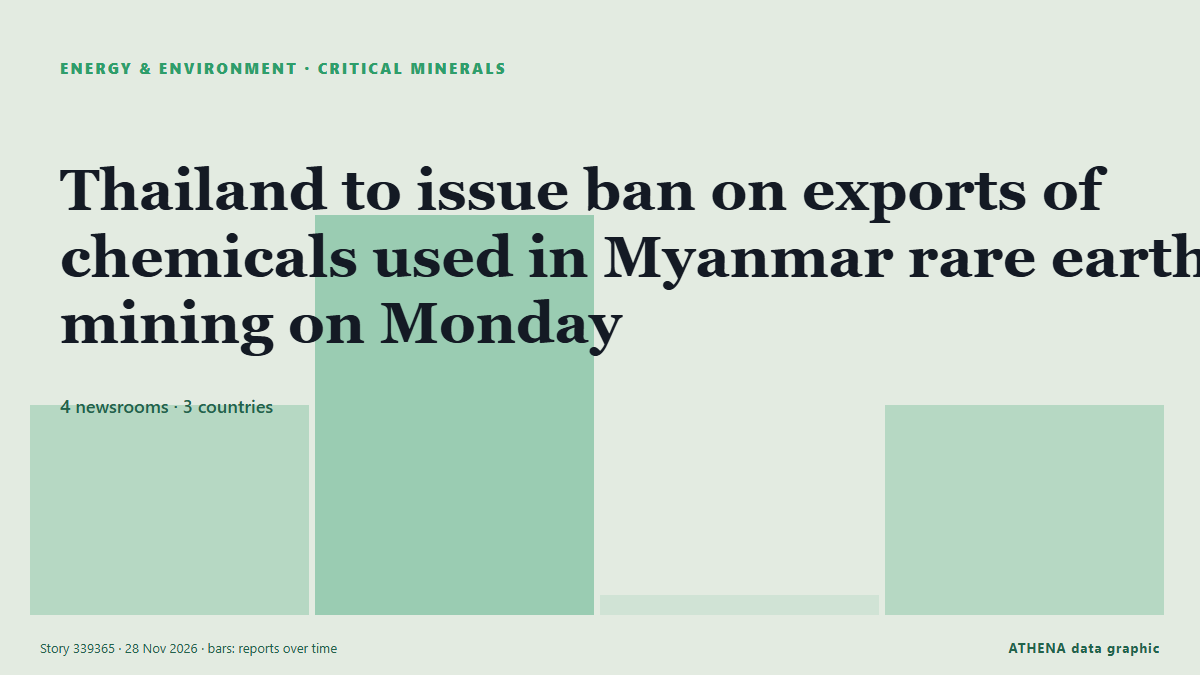 ENERGY & ENVIRONMENT · CRITICAL MINERALS
Thailand to issue ban on exports of
chemicals used in Myanmar rare earth
mining on Monday
4 newsrooms · 3 countries
Story 339365 · 28 Nov 2026 · bars: reports over time
ATHENA data graphic